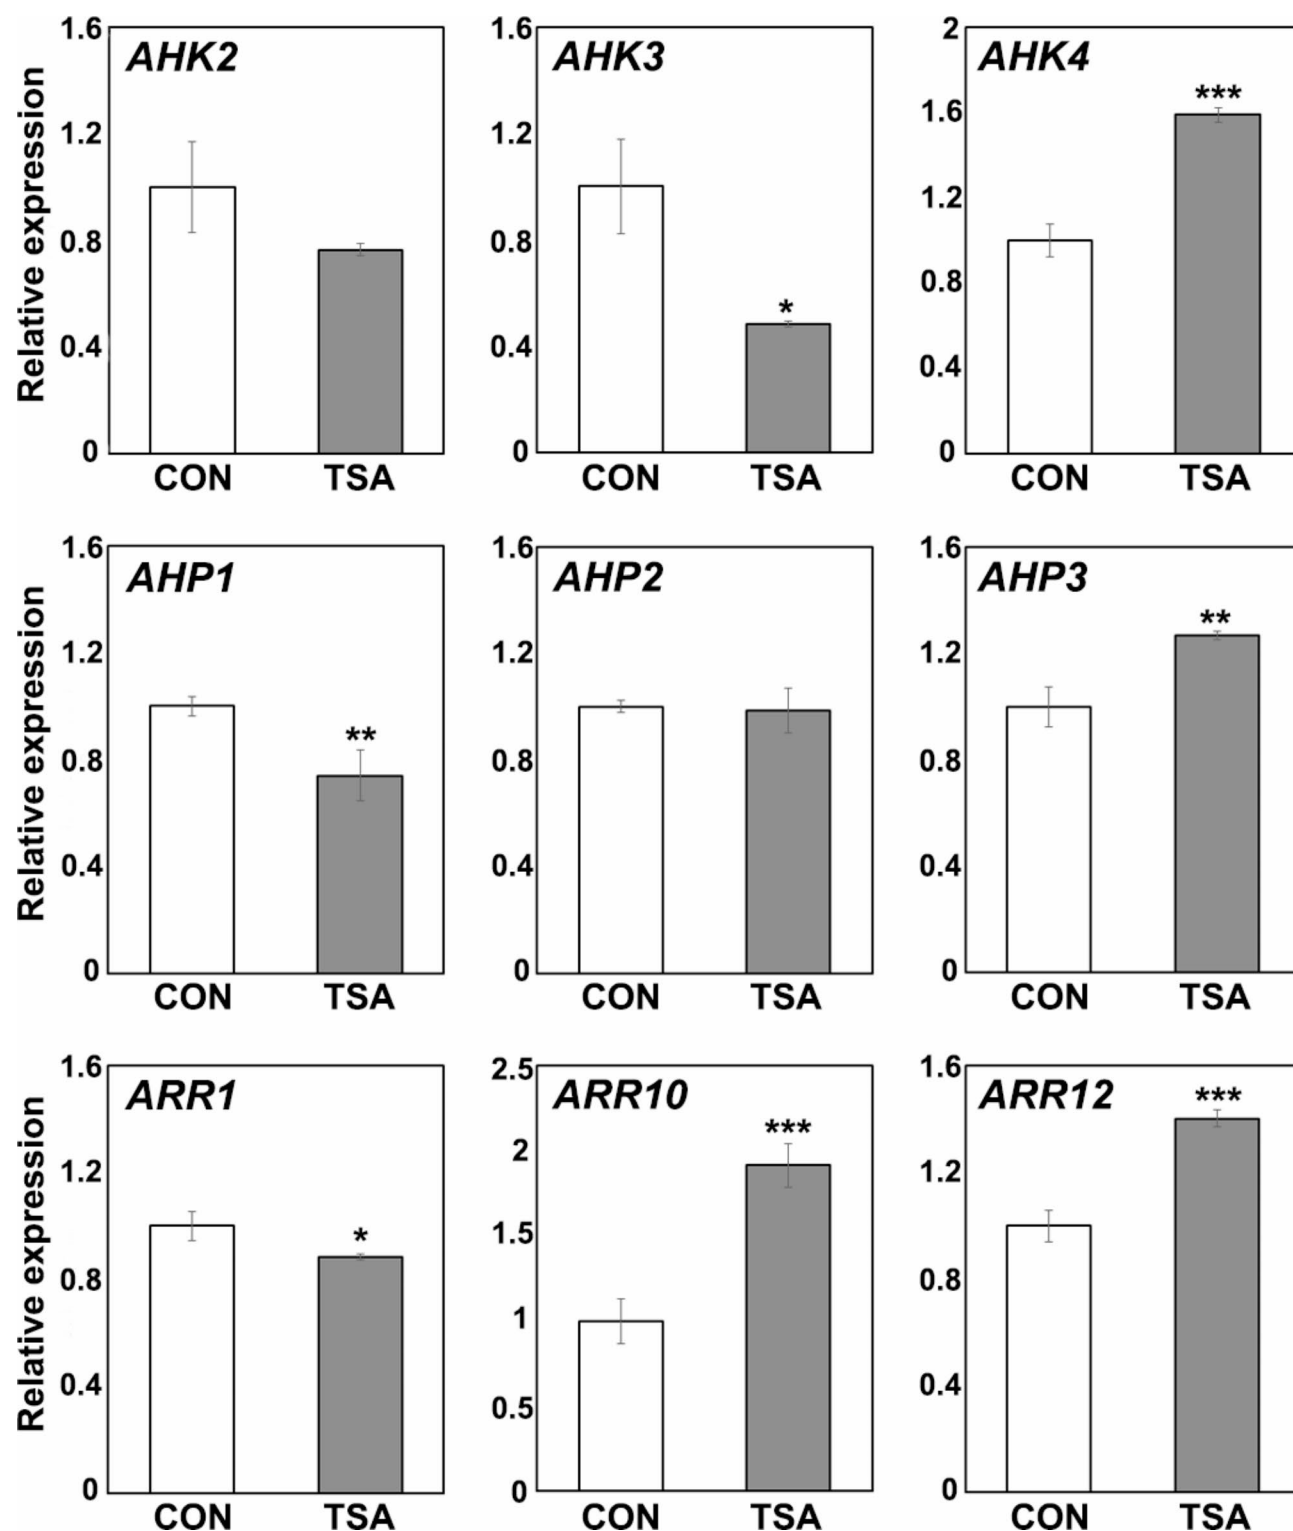 Relative expression
1.6
1.2
0.8
0.4
0
AHK2
CON TSA
1.6
1.2
0.8
0.4
0
AHK3
*
CON TSA
2
1.6
1.2
0.8
0.4
0
AHK4
***
CON TSA
Relative expression
1.6
1.2
0.8
0.4
0
AHP1
**
CON TSA
1.6
1.2
0.8
0.4
0
AHP2
CON TSA
1.6
1.2
0.8
0.4
0
AHP3
**
CON TSA
Relative expression
1.6
1.2
0.8
0.4
0
ARR1
*
CON TSA
2.5
2
1.5
1
0.5
0
ARR10
***
CON TSA
1.6
1.2
0.8
0.4
0
ARR12
***
CON TSA